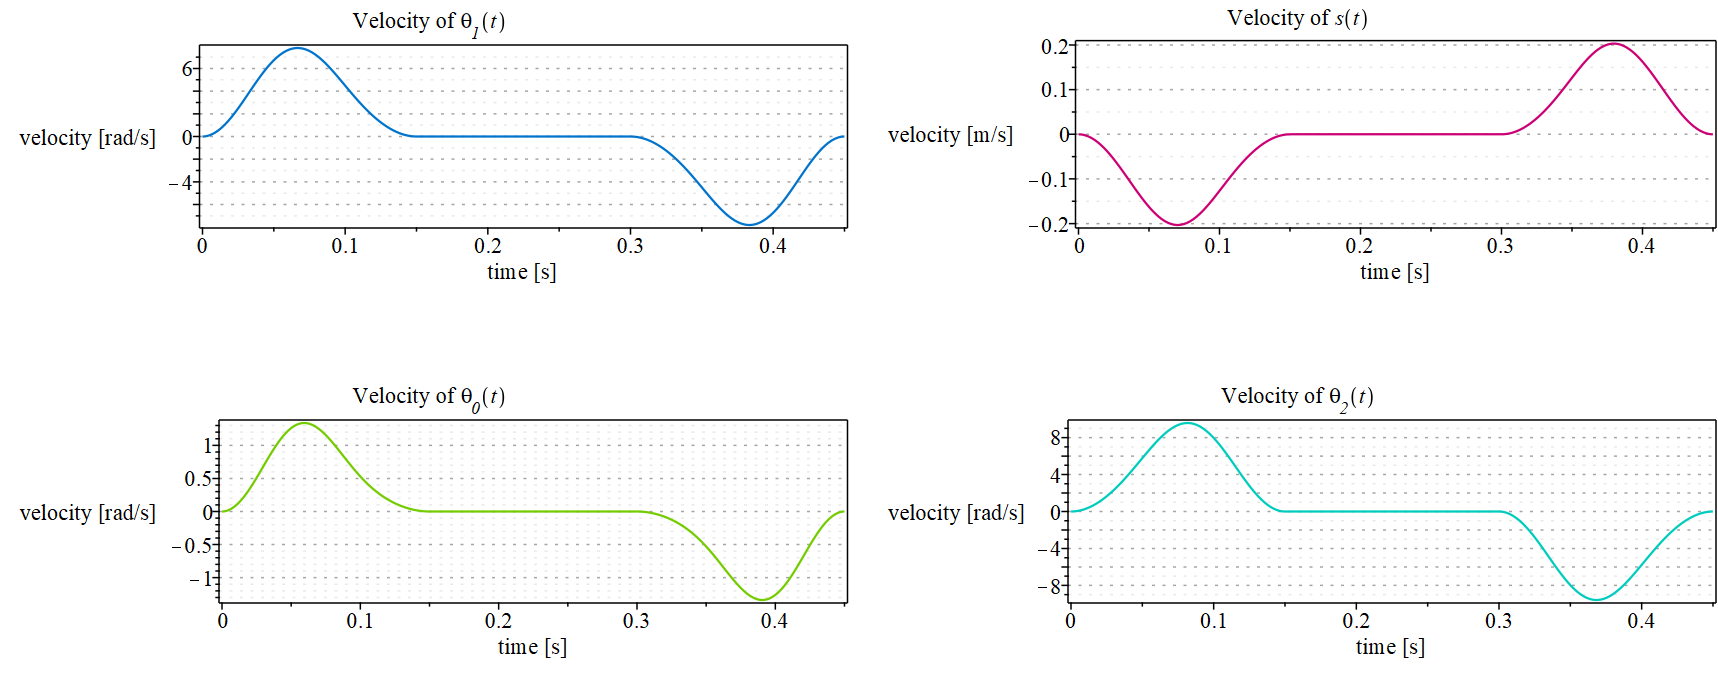 Velocity of θ₁(t)
6
0
−4
velocity [rad/s]
0 0.1 0.2 0.3 0.4
time [s]
Velocity of s(t)
0.2
0.1
0
−0.1
−0.2
velocity [m/s]
0 0.1 0.2 0.3 0.4
time [s]
Velocity of θ₀(t)
1
0.5
0
−0.5
−1
velocity [rad/s]
0 0.1 0.2 0.3 0.4
time [s]
Velocity of θ₂(t)
8
4
0
−4
−8
velocity [rad/s]
0 0.1 0.2 0.3 0.4
time [s]